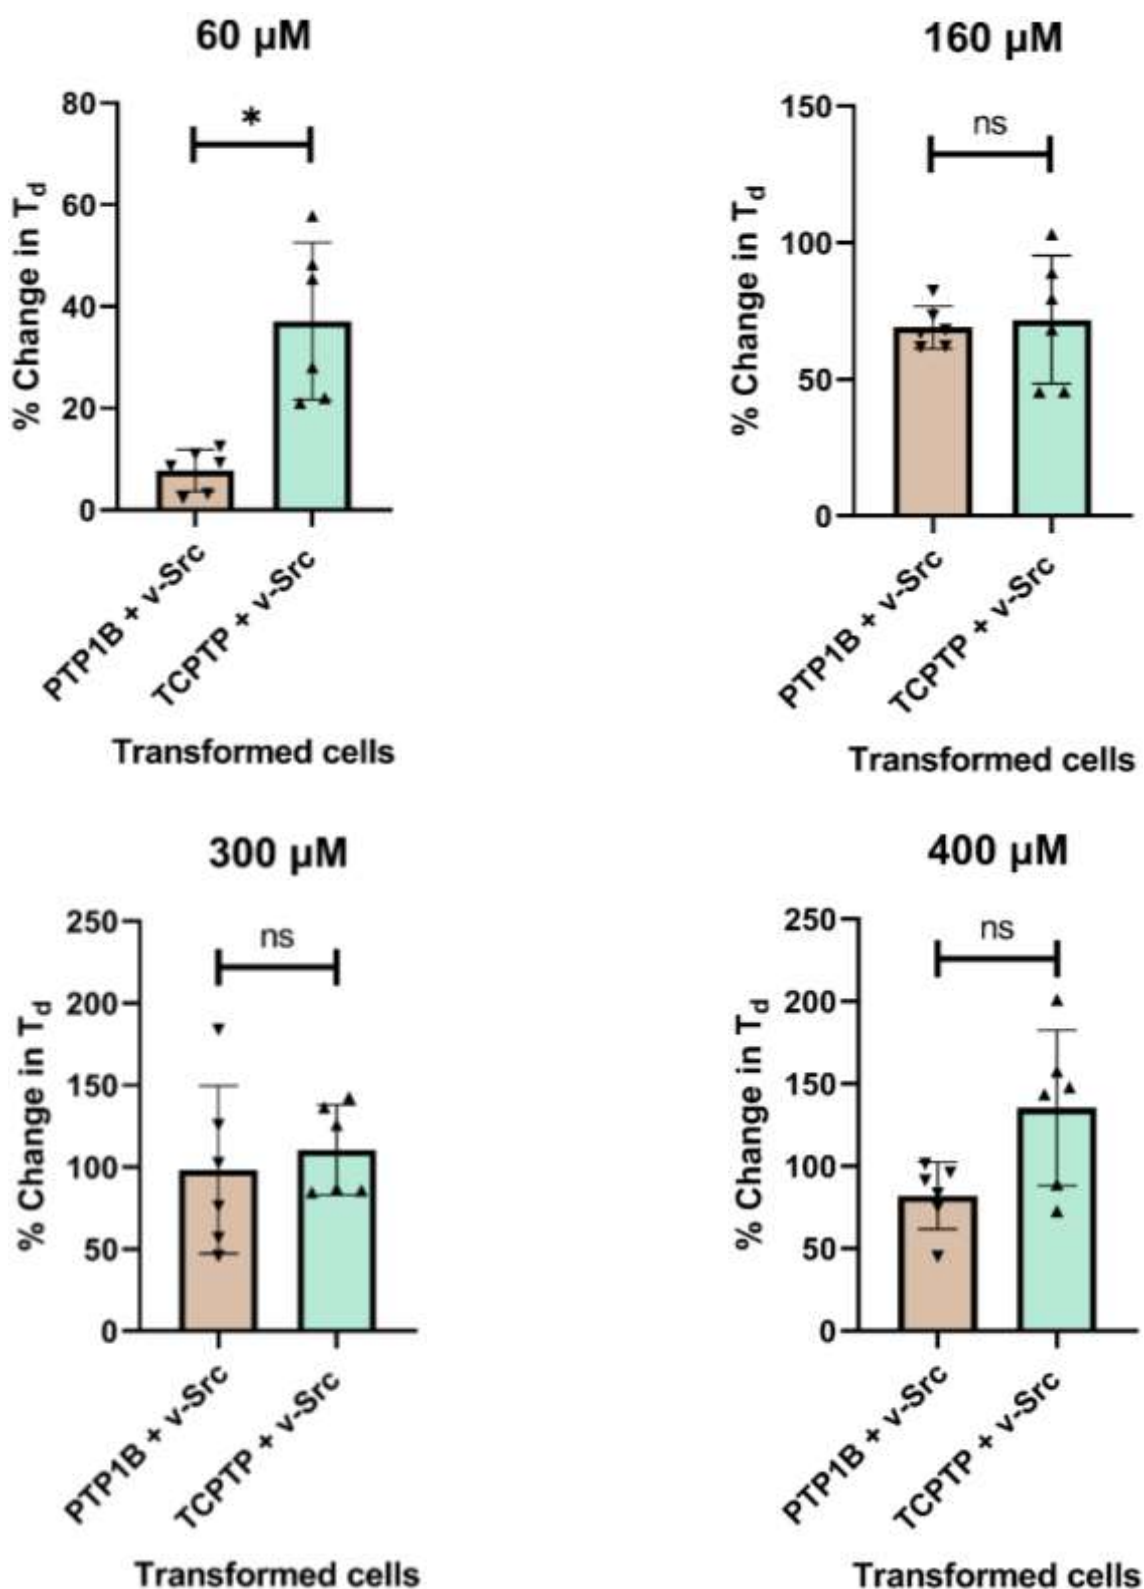 60 µM
80
60
40
20
0
% Change in Td
*
PTP1B + v-Src
TCPTP + v-Src
Transformed cells
160 µM
150
100
50
0
% Change in Td
ns
PTP1B + v-Src
TCPTP + v-Src
Transformed cells
300 µM
250
200
150
100
50
0
% Change in Td
ns
PTP1B + v-Src
TCPTP + v-Src
Transformed cells
400 µM
250
200
150
100
50
0
% Change in Td
ns
PTP1B + v-Src
TCPTP + v-Src
Transformed cells